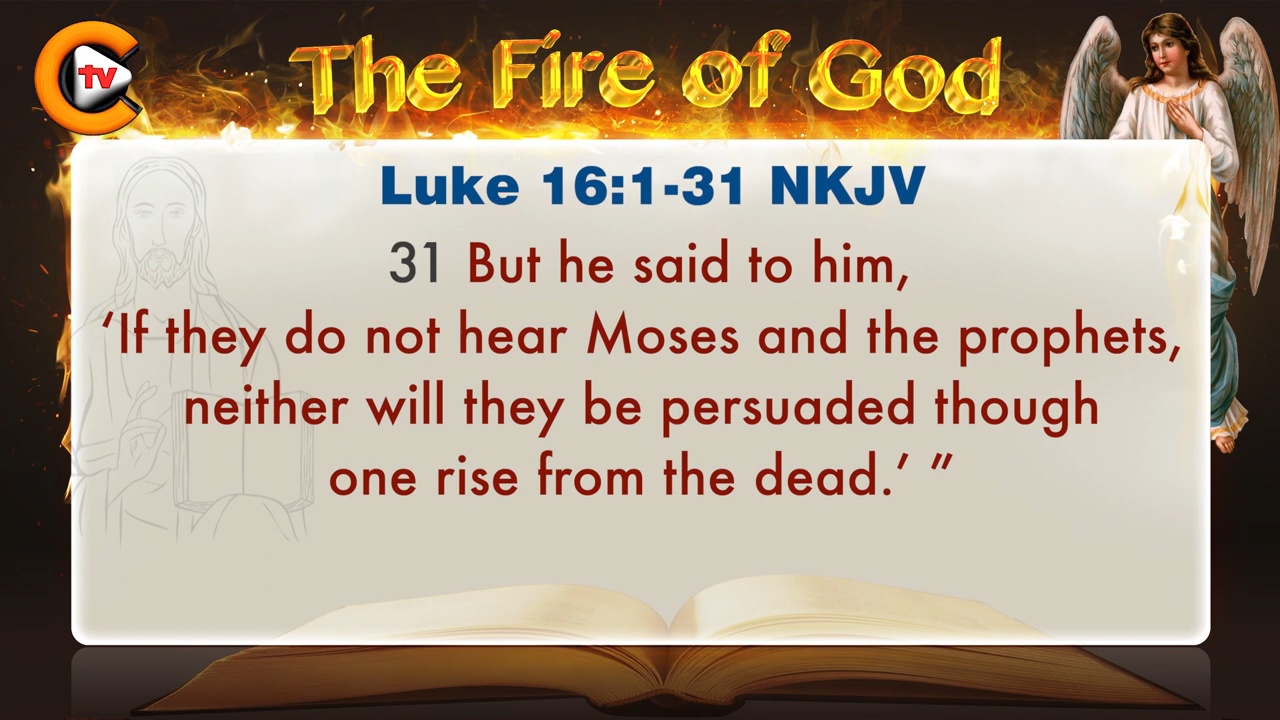 C tv
The Fire of God
Luke 16:1-31 NKJV
31 But he said to him,
‘If they do not hear Moses and the prophets,
neither will they be persuaded though
one rise from the dead.’ ”